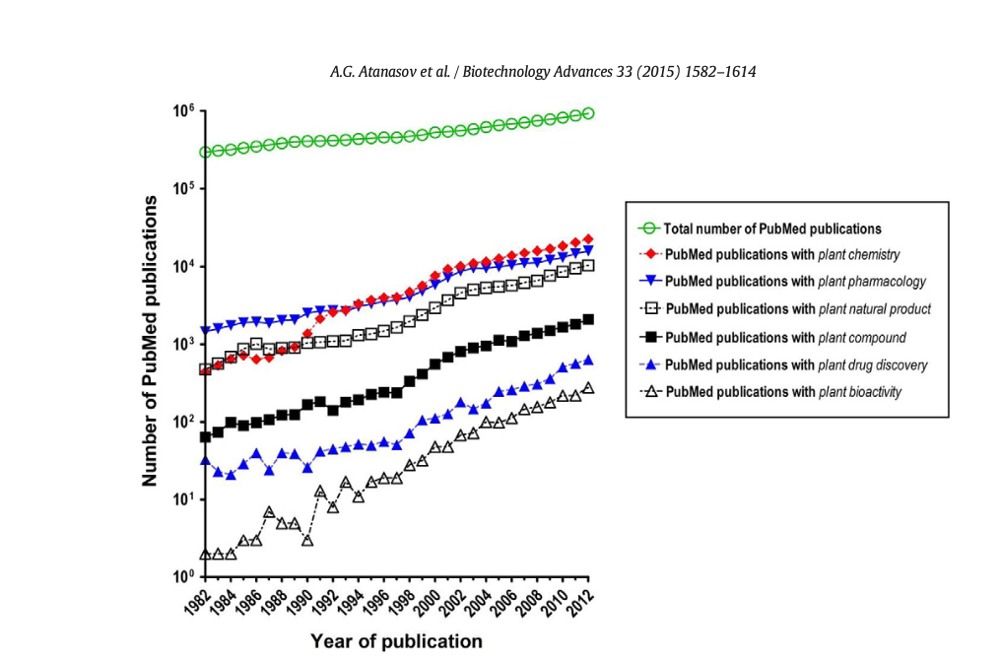 A.G. Atanasov et al. / Biotechnology Advances 33 (2015) 1582–1614
Number of PubMed publications
10⁶
10⁵
10⁴
10³
10²
10¹
10⁰
1982
1984
1986
1988
1990
1992
1994
1996
1998
2000
2002
2004
2006
2008
2010
2012
Year of publication
Total number of PubMed publications
PubMed publications with plant chemistry
PubMed publications with plant pharmacology
PubMed publications with plant natural product
PubMed publications with plant compound
PubMed publications with plant drug discovery
PubMed publications with plant bioactivity